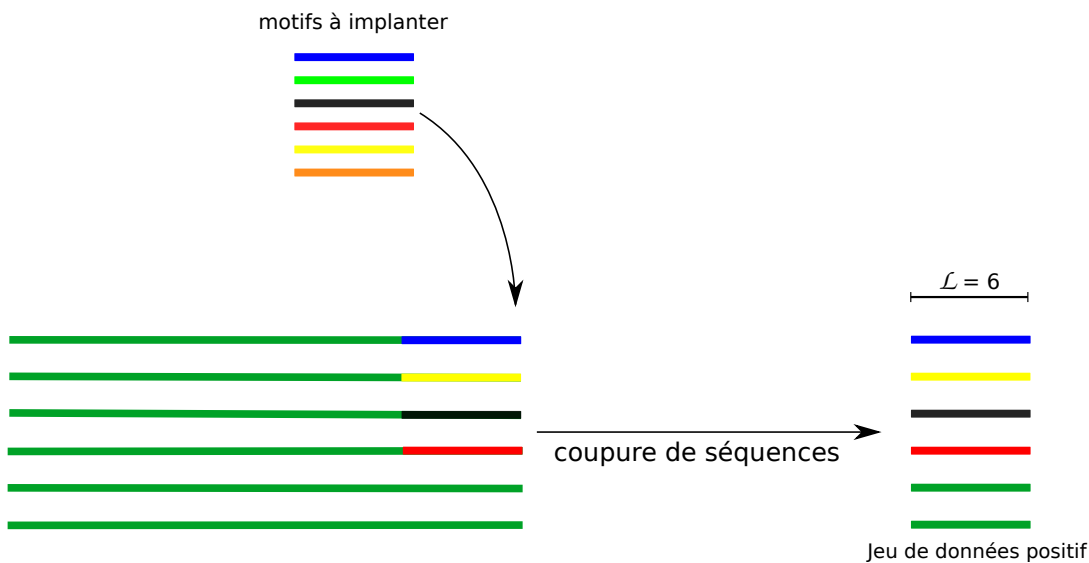 motifs à implanter
ℒ = 6
coupure de séquences
Jeu de données positif